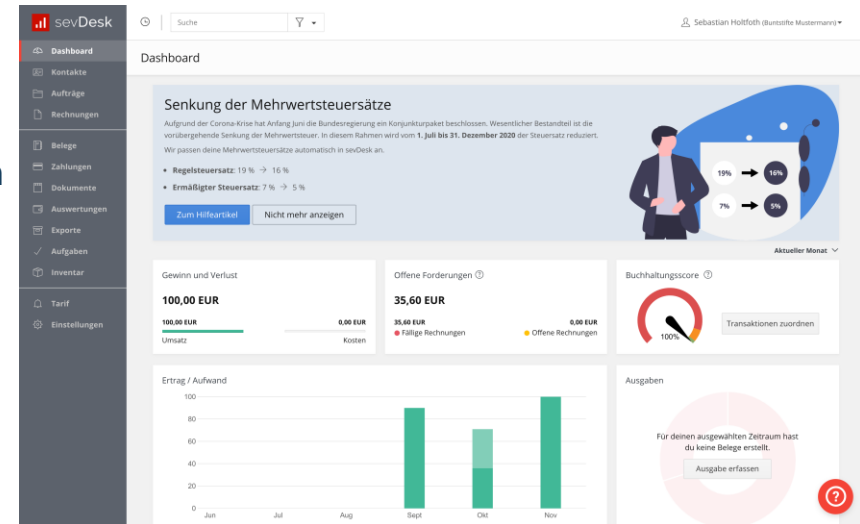 sevDesk
Suche
Sebastian Holtfoth (Buntstifte Mustermann)
Dashboard
Kontakte
Aufträge
Rechnungen
Belege
Zahlungen
Dokumente
Auswertungen
Exporte
Aufgaben
Inventar
Tarif
Einstellungen
Dashboard
Senkung der Mehrwertsteuersätze
Aufgrund der Corona-Krise hat Anfang Juni die Bundesregierung ein Konjunkturpaket beschlossen. Wesentlicher Bestandteil ist die
vorübergehende Senkung der Mehrwertsteuer. In diesem Rahmen wird vom 1. Juli bis 31. Dezember 2020 der Steuersatz reduziert.
Wir passen deine Mehrwertsteuersätze automatisch in sevDesk an.
• Regelsteuersatz: 19 % → 16 %
• Ermäßigter Steuersatz: 7 % → 5 %
Zum Hilfeartikel Nicht mehr anzeigen
19% → 16%
7% → 5%
Aktueller Monat
Gewinn und Verlust
100,00 EUR
100,00 EUR 0,00 EUR
Umsatz Kosten
Offene Forderungen ?
35,60 EUR
35,60 EUR 0,00 EUR
Fällige Rechnungen Offene Rechnungen
Buchhaltungsscore ?
100%
Transaktionen zuordnen
Ertrag / Aufwand
100
80
60
40
20
0
Jun Jul Aug Sept Okt Nov
Ausgaben
Für deinen ausgewählten Zeitraum hast
du keine Belege erstellt.
Ausgabe erfassen
?